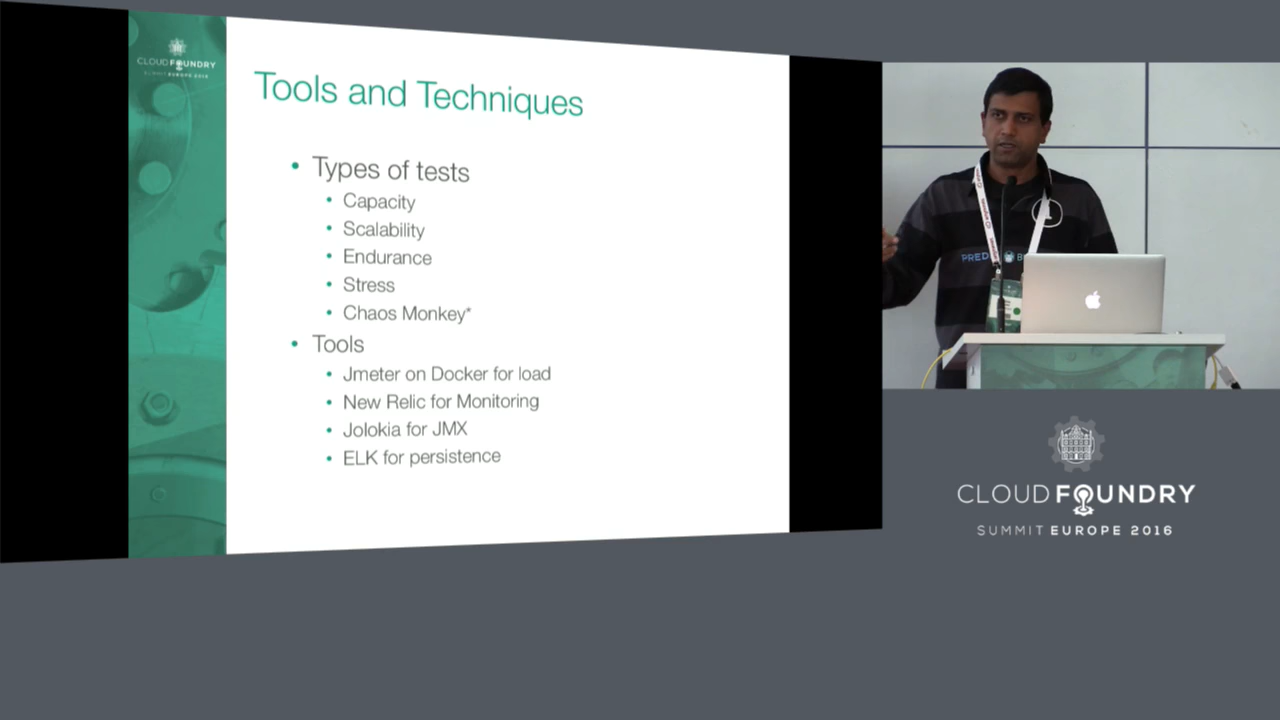 CLOUD FOUNDRY
SUMMIT EUROPE 2016
Tools and Techniques
• Types of tests
• Capacity
• Scalability
• Endurance
• Stress
• Chaos Monkey*
• Tools
• Jmeter on Docker for load
• New Relic for Monitoring
• Jolokia for JMX
• ELK for persistence
PRED
CLOUD FOUNDRY
SUMMIT EUROPE 2016